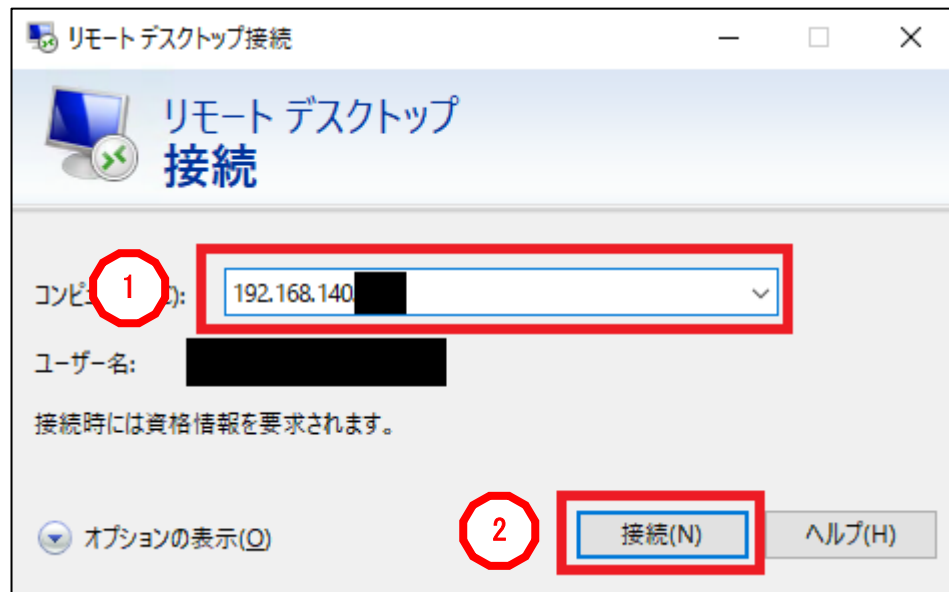 リモート デスクトップ接続
リモート デスクトップ
接続
1
192.168.140.
ユーザー名:
接続時には資格情報を要求されます。
オプションの表示(O)
2
接続(N)
ヘルプ(H)